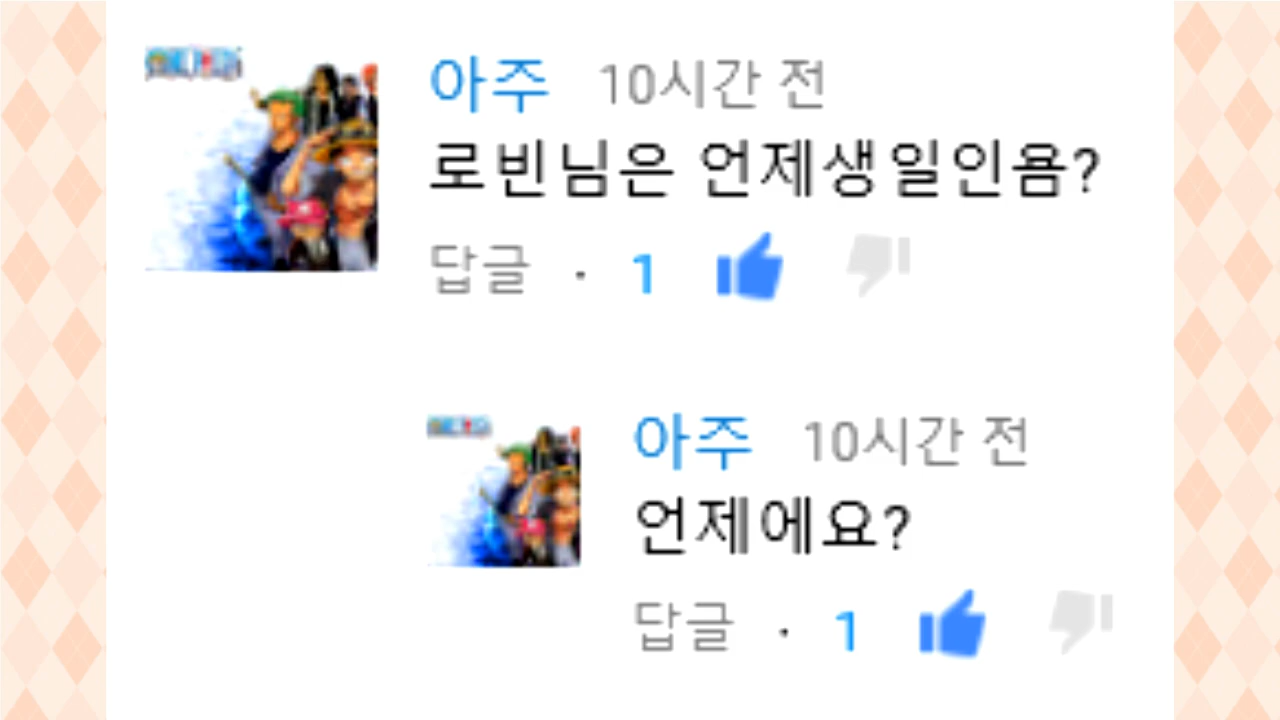 아주 10시간 전
로빈님은 언제생일인욤?
답글 · 1
아주 10시간 전
언제에요?
답글 · 1